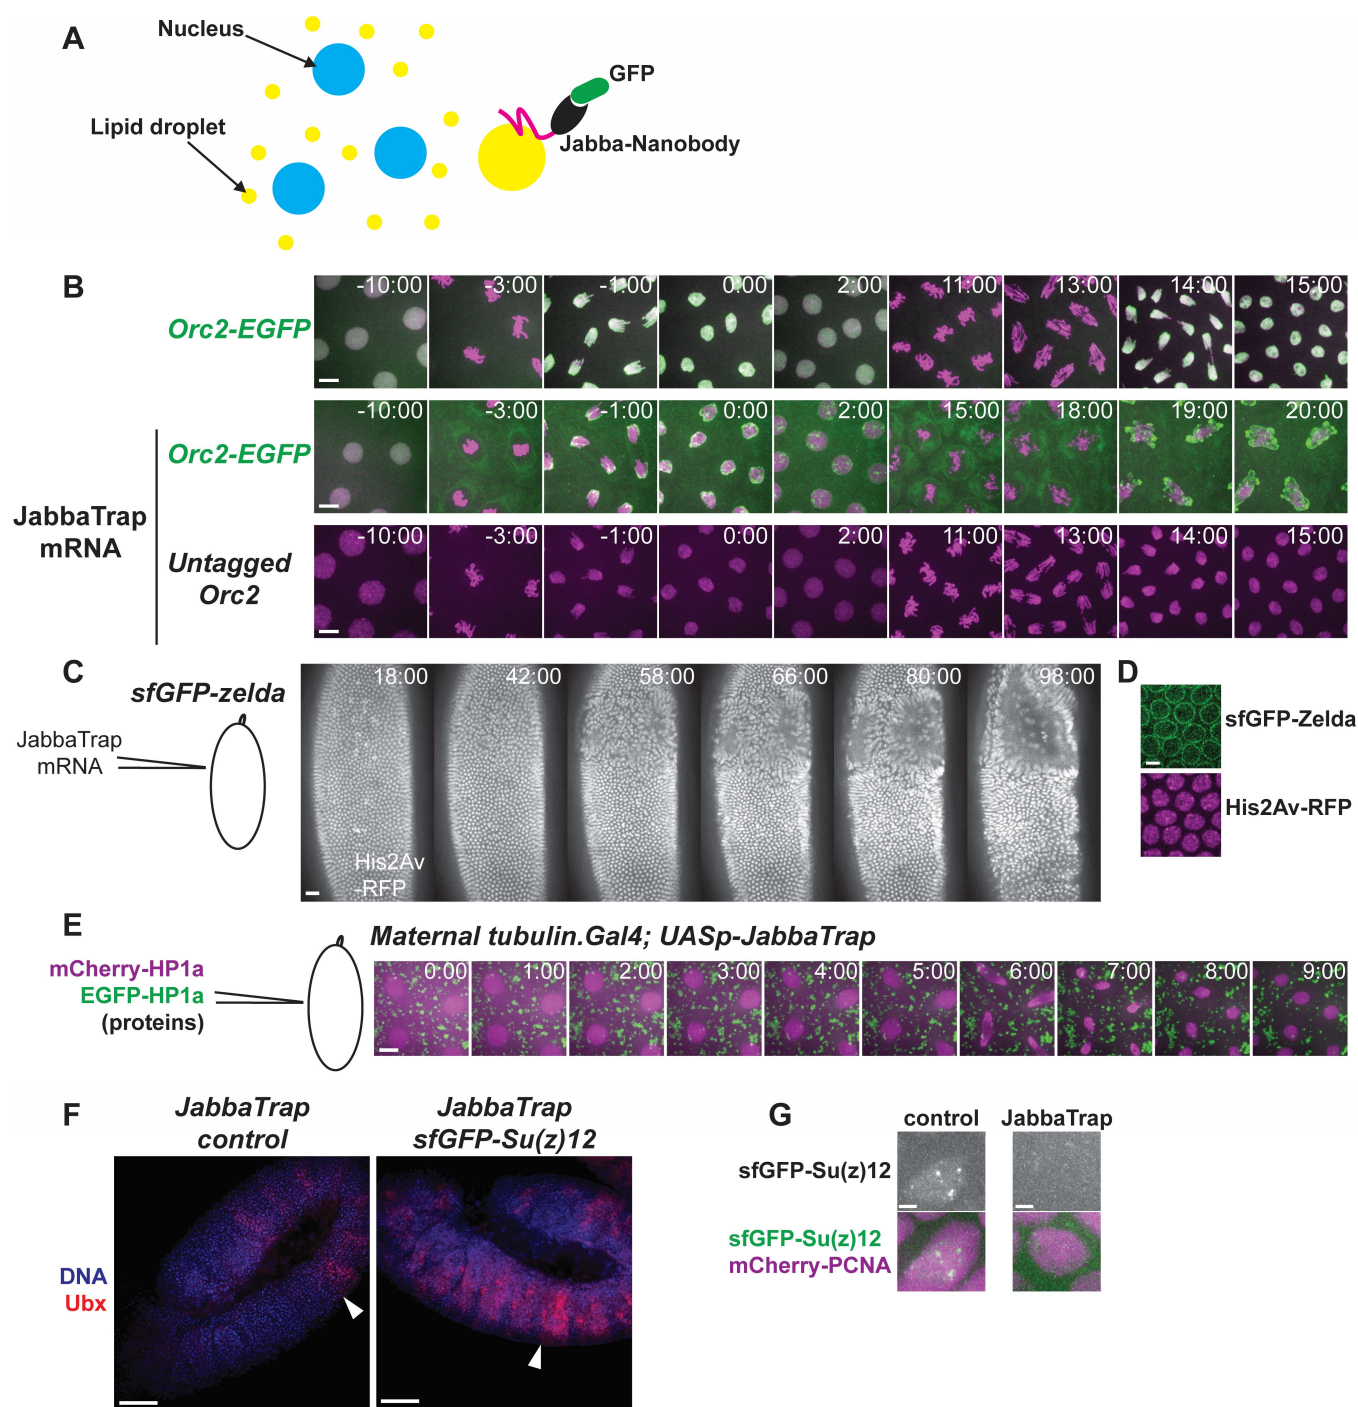 A
Nucleus
GFP
Lipid droplet
Jabba-Nanobody
B
Orc2-EGFP
-10:00 -3:00 -1:00 0:00 2:00 11:00 13:00 14:00 15:00
JabbaTrap
mRNA
Orc2-EGFP
-10:00 -3:00 -1:00 0:00 2:00 15:00 18:00 19:00 20:00
Untagged
Orc2
-10:00 -3:00 -1:00 0:00 2:00 11:00 13:00 14:00 15:00
C
sfGFP-zelda
JabbaTrap
mRNA
18:00 42:00 58:00 66:00 80:00 98:00
His2Av
-RFP
D
sfGFP-Zelda
His2Av-RFP
E
Maternal tubulin.Gal4; UASp-JabbaTrap
mCherry-HP1a
EGFP-HP1a
(proteins)
0:00 1:00 2:00 3:00 4:00 5:00 6:00 7:00 8:00 9:00
F
JabbaTrap
control
JabbaTrap
sfGFP-Su(z)12
DNA
Ubx
G
control JabbaTrap
sfGFP-Su(z)12
sfGFP-Su(z)12
mCherry-PCNA